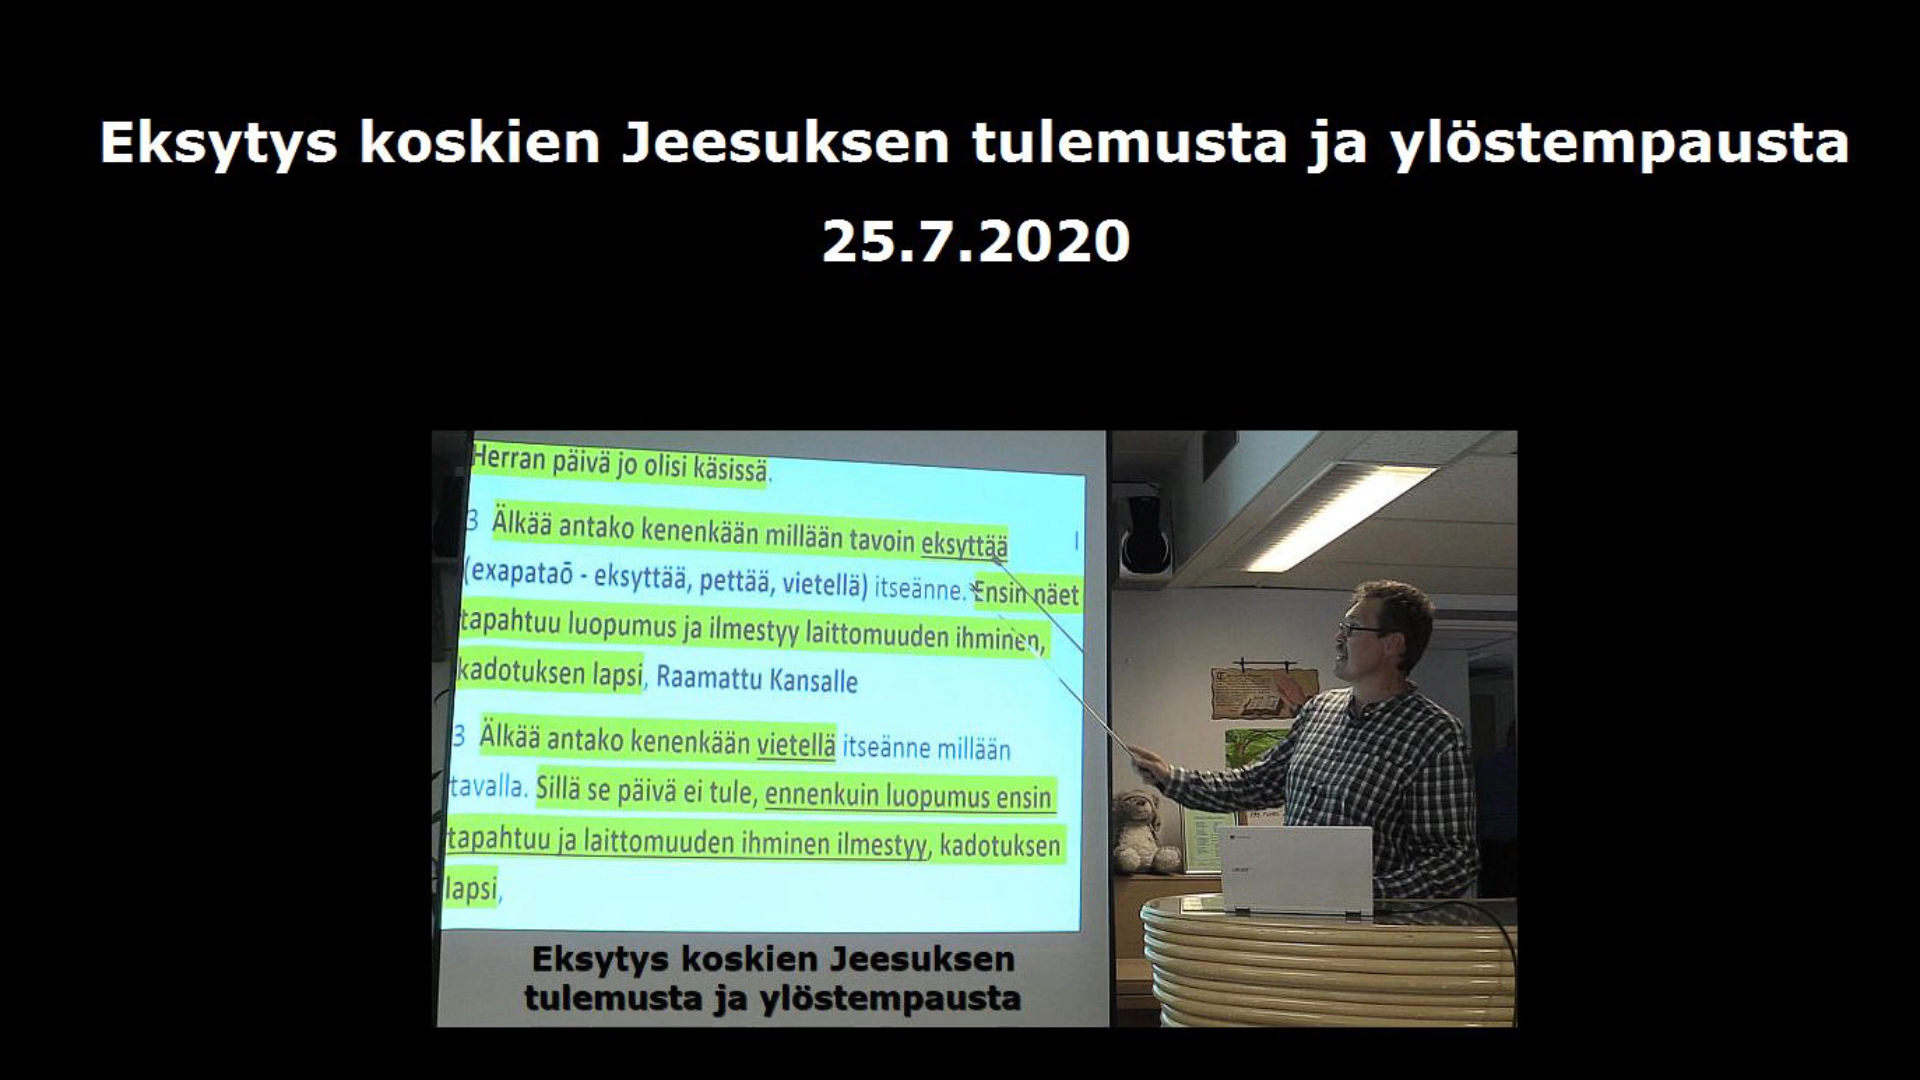 Eksytys koskien Jeesuksen tulemusta ja ylöstempausta
25.7.2020
Herran päivä jo olisi käsissä.
3 Älkää antako kenenkään millään tavoin eksyttää
(exapataō - eksyttää, pettää, vietellä) itseänne. Ensin näet
tapahtuu luopumus ja ilmestyy laittomuuden ihminen,
kadotuksen lapsi, Raamattu Kansalle
3 Älkää antako kenenkään vietellä itseänne millään
tavalla. Sillä se päivä ei tule, ennenkuin luopumus ensin
tapahtuu ja laittomuuden ihminen ilmestyy, kadotuksen
lapsi,
Eksytys koskien Jeesuksen
tulemusta ja ylöstempausta